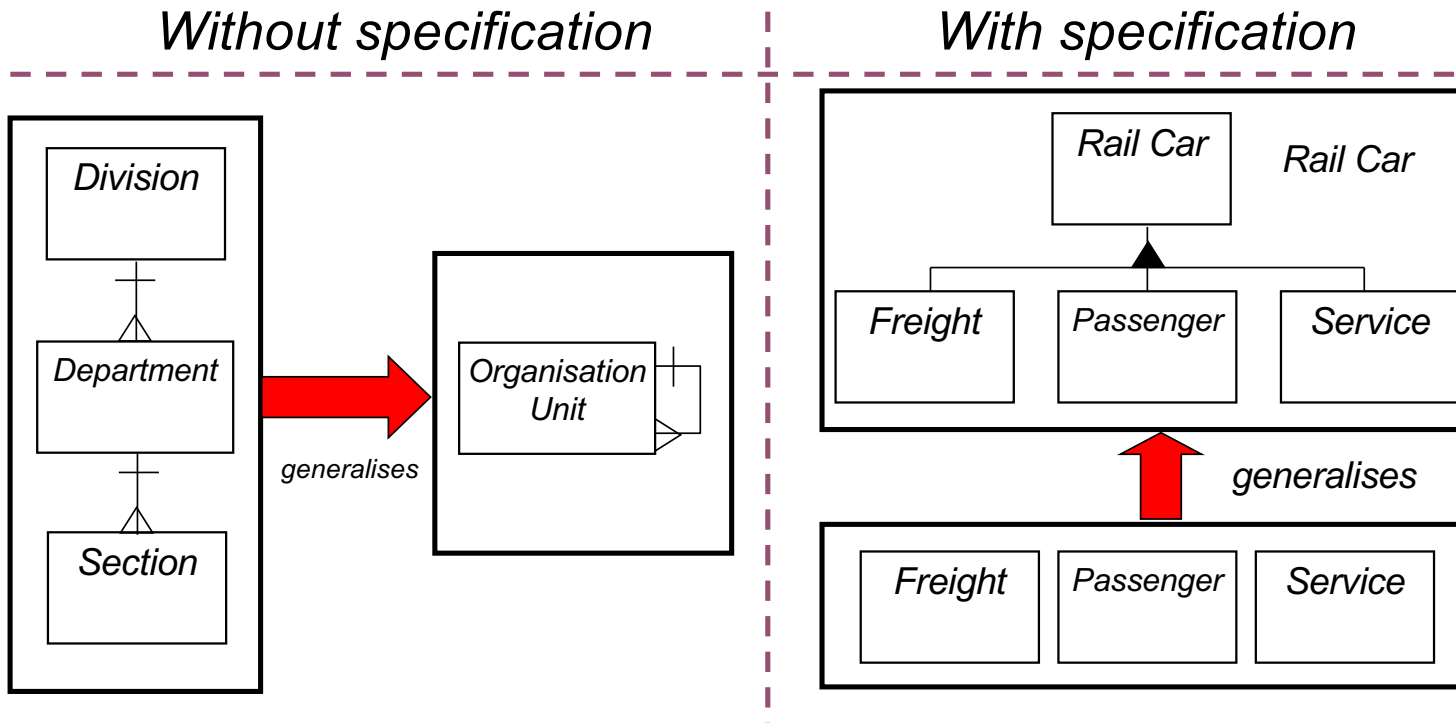 Without specification
With specification
Division
Department
Section
generalises
Organisation
Unit
Rail Car
Rail Car
Freight
Passenger
Service
generalises
Freight
Passenger
Service